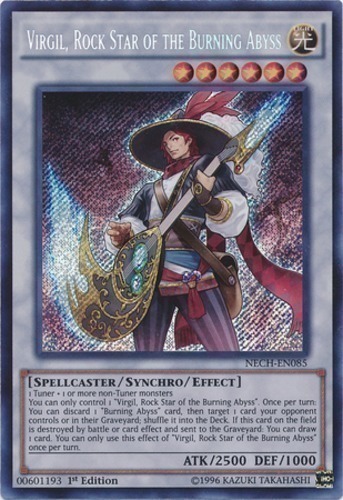 Virgil, Rock Star of the Burning Abyss
光
NECH-EN085
[Spellcaster/Synchro/Effect]
1 Tuner + 1 or more non-Tuner monsters
You can only control 1 "Virgil, Rock Star of the Burning Abyss". Once per turn:
You can discard 1 "Burning Abyss" card, then target 1 card your opponent
controls or in their Graveyard; shuffle it into the Deck. If this card on the field
is destroyed by battle or card effect and sent to the Graveyard: You can draw
1 card. You can only use this effect of "Virgil, Rock Star of the Burning Abyss"
once per turn.
ATK/2500 DEF/1000
00601193 1st Edition ©1996 KAZUKI TAKAHASHI